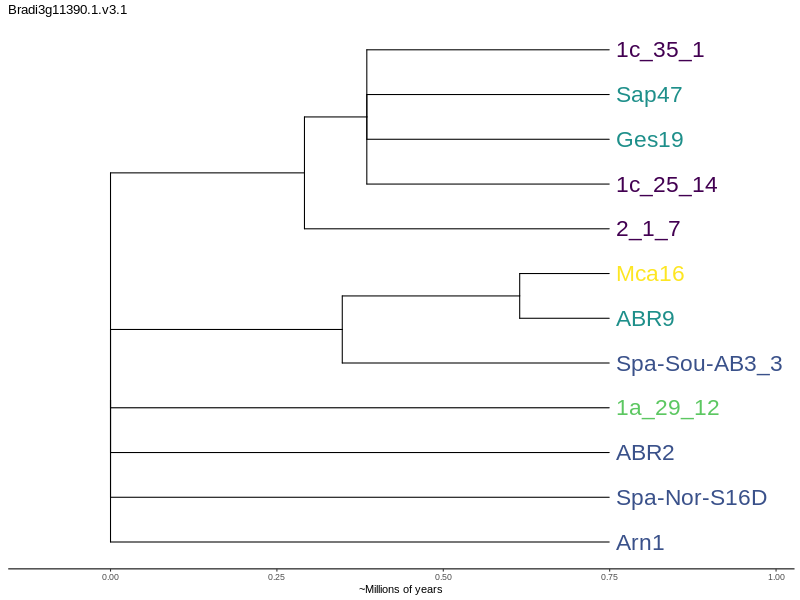 Bradi3g11390.1.v3.1
1c_35_1
Sap47
Ges19
1c_25_14
2_1_7
Mca16
ABR9
Spa-Sou-AB3_3
1a_29_12
ABR2
Spa-Nor-S16D
Arn1
0.00 0.25 0.50 0.75 1.00
~Millions of years